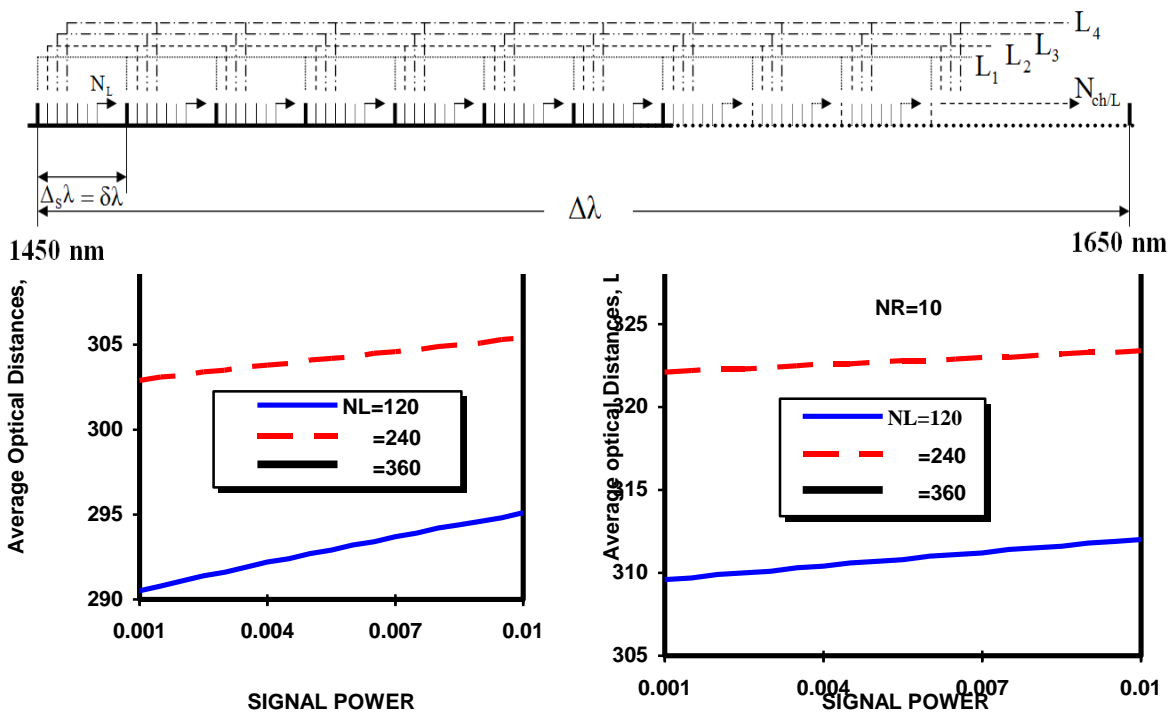 L4
L3
L2
L1
NL
Nch/L
ΔSλ = δλ
Δλ
1450 nm
1650 nm
Average Optical Distances,
305
300
295
290
NL=120
=240
=360
0.001
0.004
0.007
0.01
SIGNAL POWER
Average optical Distances, L
325
320
315
310
305
NR=10
NL=120
=240
=360
0.001
0.004
0.007
0.01
SIGNAL POWER